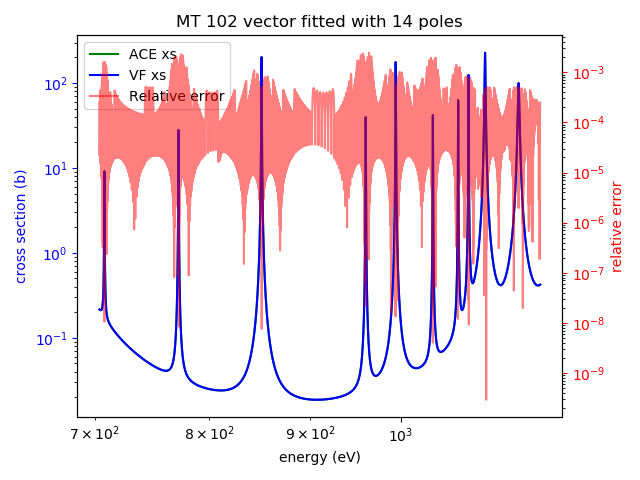 MT 102 vector fitted with 14 poles
ACE xs
VF xs
Relative error
10²
10¹
10⁰
10⁻¹
cross section (b)
10⁻³
10⁻⁴
10⁻⁵
10⁻⁶
10⁻⁷
10⁻⁸
10⁻⁹
relative error
7 × 10² 8 × 10² 9 × 10² 10³
energy (eV)